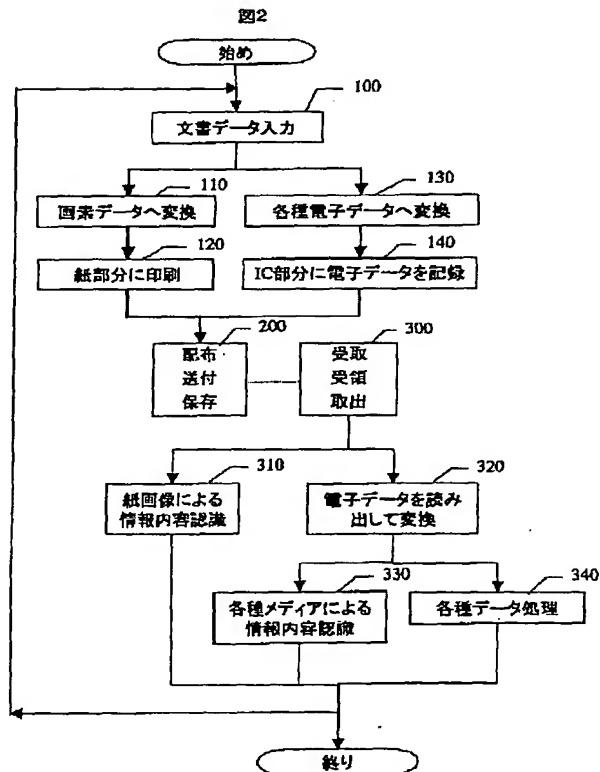 図2
始め
100
文書データ入力
110
130
画素データへ変換
各種電子データへ変換
120
140
紙部分に印刷
IC部分に電子データを記録
200
300
配布
送付
保存
受取
受領
取出
310
320
紙画像による
情報内容認識
電子データを読み
出して変換
330
340
各種メディアによる
情報内容認識
各種データ処理
終り